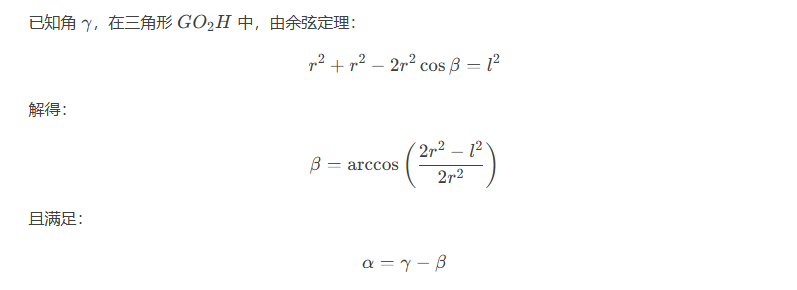 已知角 γ，在三角形 GO₂H 中，由余弦定理：
r² + r² − 2r² cos β = l²
解得：
β = arccos((2r² − l²) / (2r²))
且满足：
α = γ − β